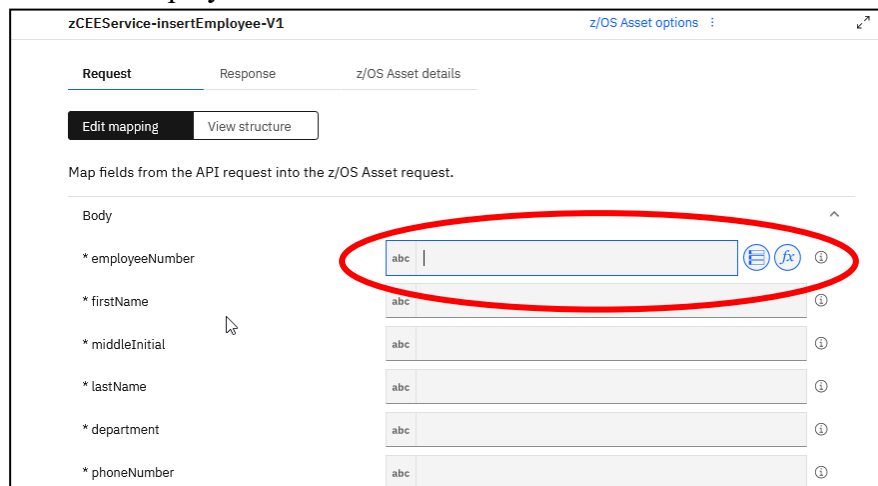 zCEEService-insertEmployee-V1 z/OS Asset options
Request Response z/OS Asset details
Edit mapping View structure
Map fields from the API request into the z/OS Asset request.
Body
* employeeNumber abc fx
* firstName abc
* middleInitial abc
* lastName abc
* department abc
* phoneNumber abc